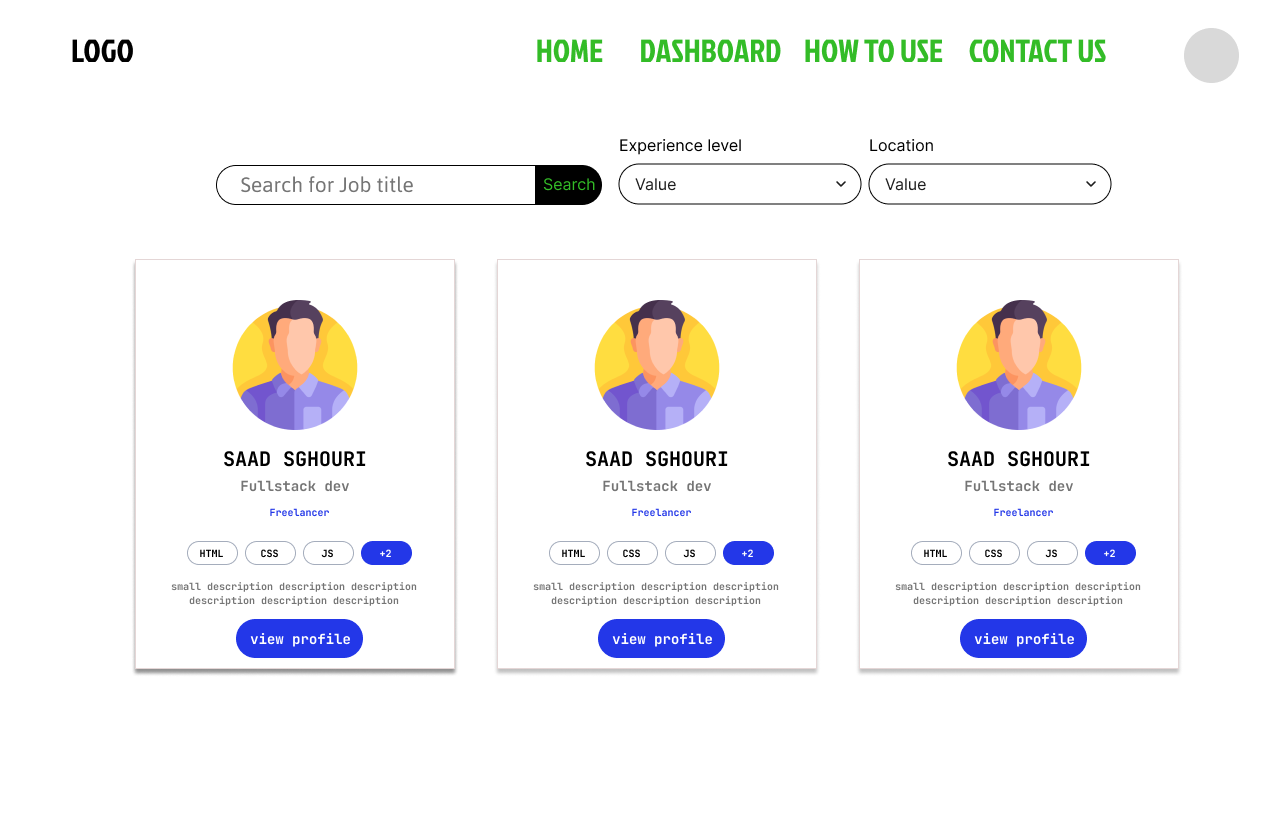 LOGO HOME DASHBOARD HOW TO USE CONTACT US
Experience level Location
Search for Job title Search Value Value
SAAD SGHOURI
Fullstack dev
Freelancer
HTML CSS JS +2
small description description description
description description description
view profile
SAAD SGHOURI
Fullstack dev
Freelancer
HTML CSS JS +2
small description description description
description description description
view profile
SAAD SGHOURI
Fullstack dev
Freelancer
HTML CSS JS +2
small description description description
description description description
view profile